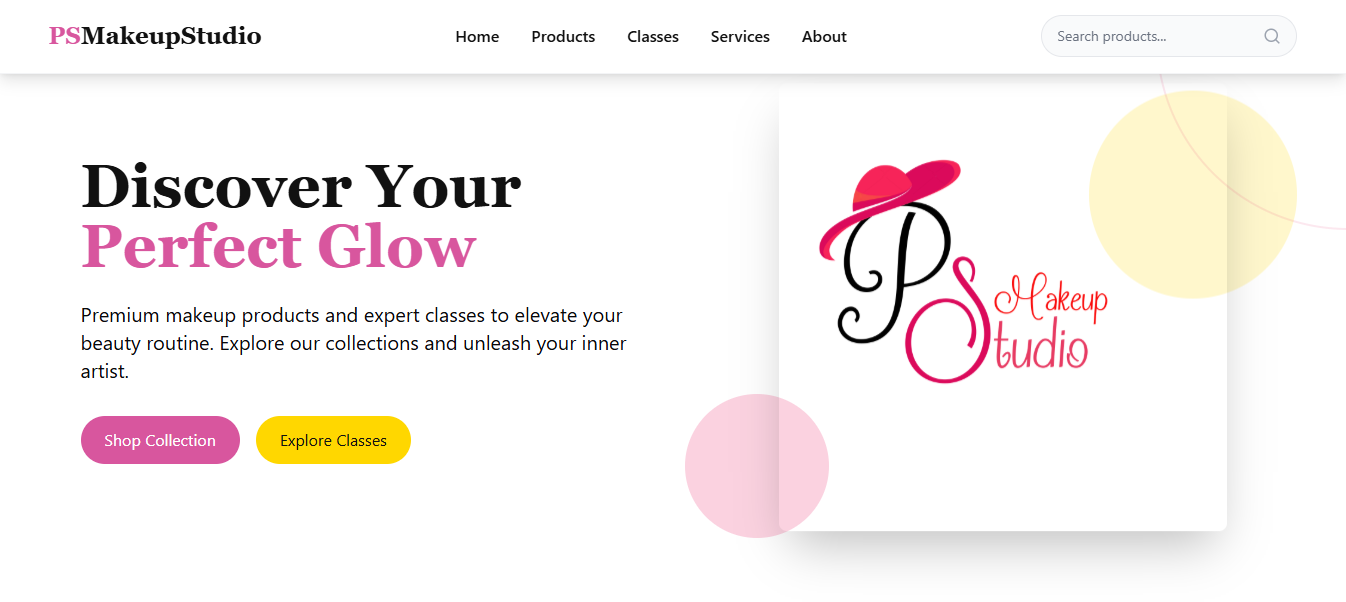 PSMakeupStudio
Home Products Classes Services About
Search products...
Discover Your
Perfect Glow
Premium makeup products and expert classes to elevate your
beauty routine. Explore our collections and unleash your inner
artist.
Shop Collection Explore Classes
PS Makeup
Studio